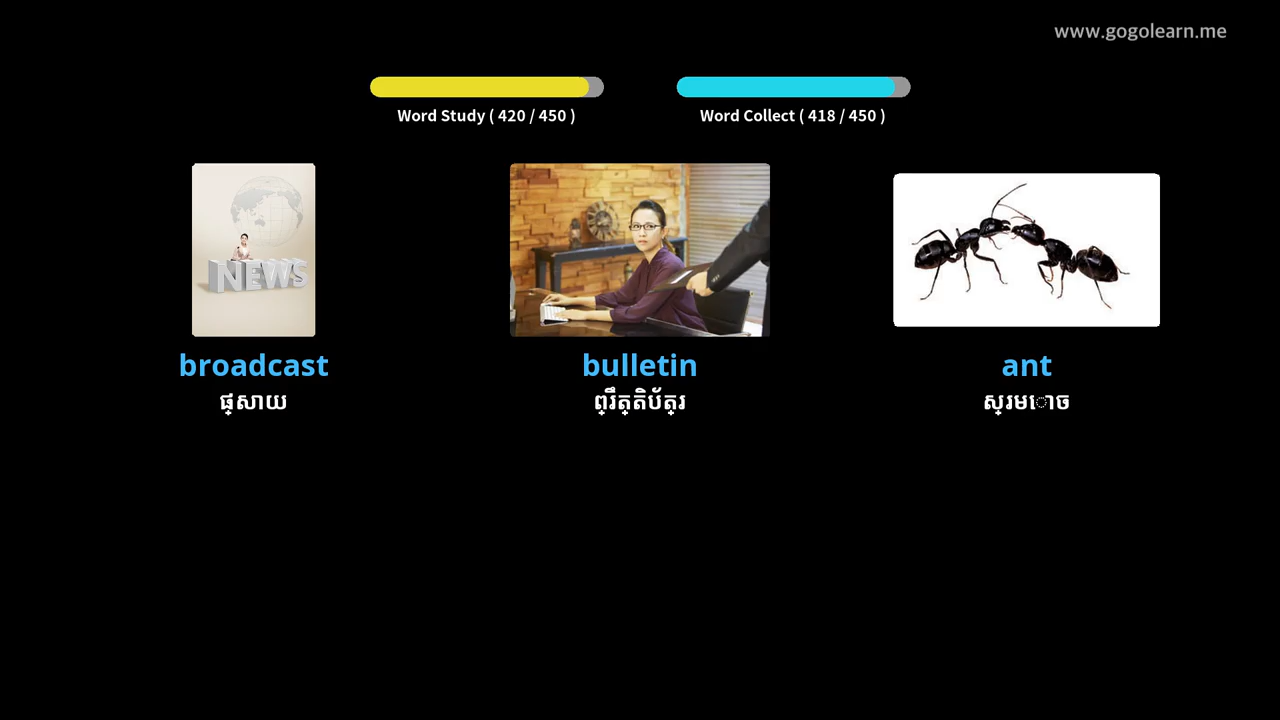 www.gogolearn.me
Word Study ( 420 / 450 )
Word Collect ( 418 / 450 )
NEWS
broadcast
bulletin
ant
ផ្សាយ
ព្រឹត្តិប័ត្រ
ស្រមោច